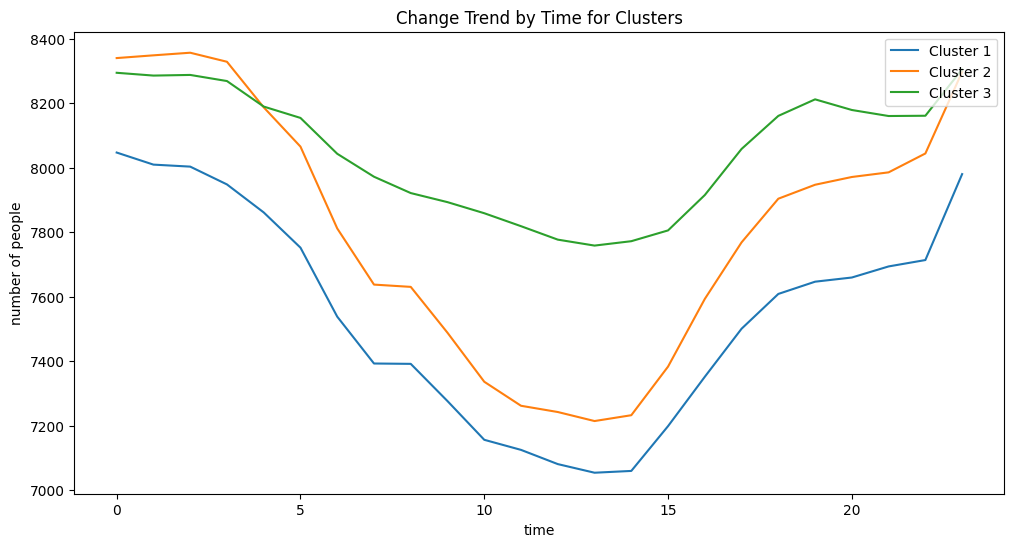 Change Trend by Time for Clusters
8400
8200
8000
7800
7600
7400
7200
7000
number of people
Cluster 1
Cluster 2
Cluster 3
0 5 10 15 20
time